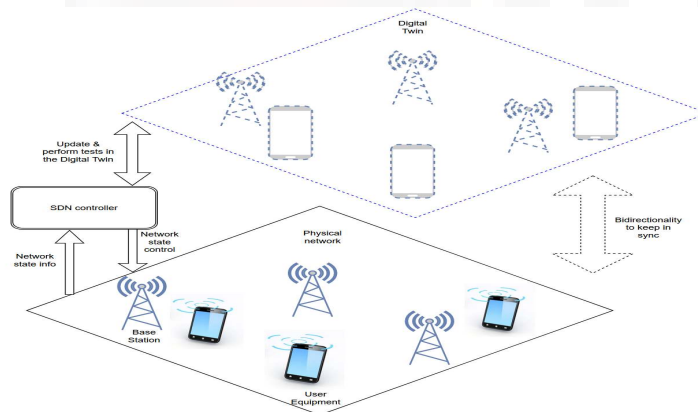 Digital
Twin
Update &
perform tests in
the Digital Twin
SDN controller
Network
state info
Network
state
control
Physical
network
Bidirectionality
to keep in
sync
Base
Station
User
Equipment